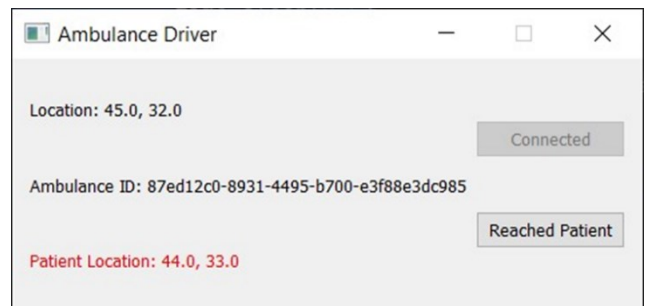 Ambulance Driver
Location: 45.0, 32.0
Connected
Ambulance ID: 87ed12c0-8931-4495-b700-e3f88e3dc985
Reached Patient
Patient Location: 44.0, 33.0